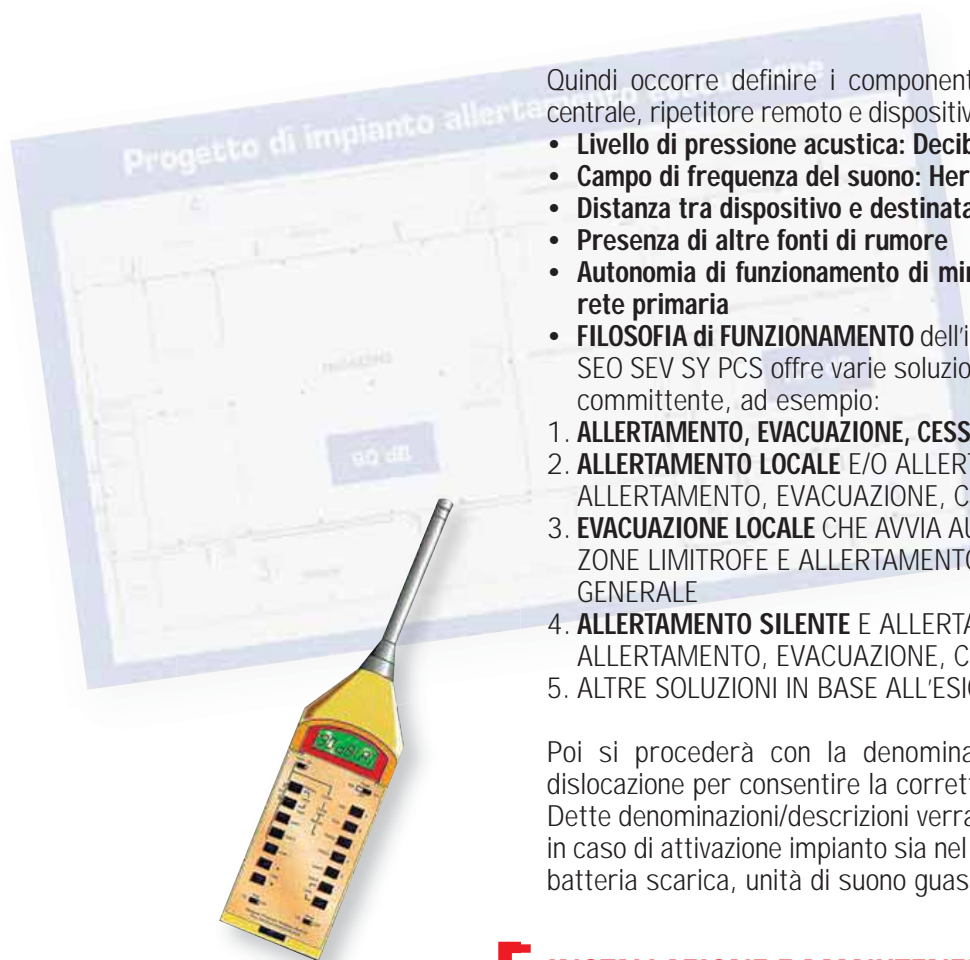 Progetto di impianto allertamento evacuazione
90 dB
Quindi occorre definire i component
centrale, ripetitore remoto e dispositiv
• Livello di pressione acustica: Decib
• Campo di frequenza del suono: Her
• Distanza tra dispositivo e destinata
• Presenza di altre fonti di rumore
• Autonomia di funzionamento di min
rete primaria
• FILOSOFIA di FUNZIONAMENTO dell'i
SEO SEV SY PCS offre varie soluzio
committente, ad esempio:
1. ALLERTAMENTO, EVACUAZIONE, CESS
2. ALLERTAMENTO LOCALE E/O ALLERT
ALLERTAMENTO, EVACUAZIONE, C
3. EVACUAZIONE LOCALE CHE AVVIA AU
ZONE LIMITROFE E ALLERTAMENTO
GENERALE
4. ALLERTAMENTO SILENTE E ALLERTA
ALLERTAMENTO, EVACUAZIONE, C
5. ALTRE SOLUZIONI IN BASE ALL'ESIG
Poi si procederà con la denomina
dislocazione per consentire la corrett
Dette denominazioni/descrizioni verra
in caso di attivazione impianto sia nel
batteria scarica, unità di suono guas